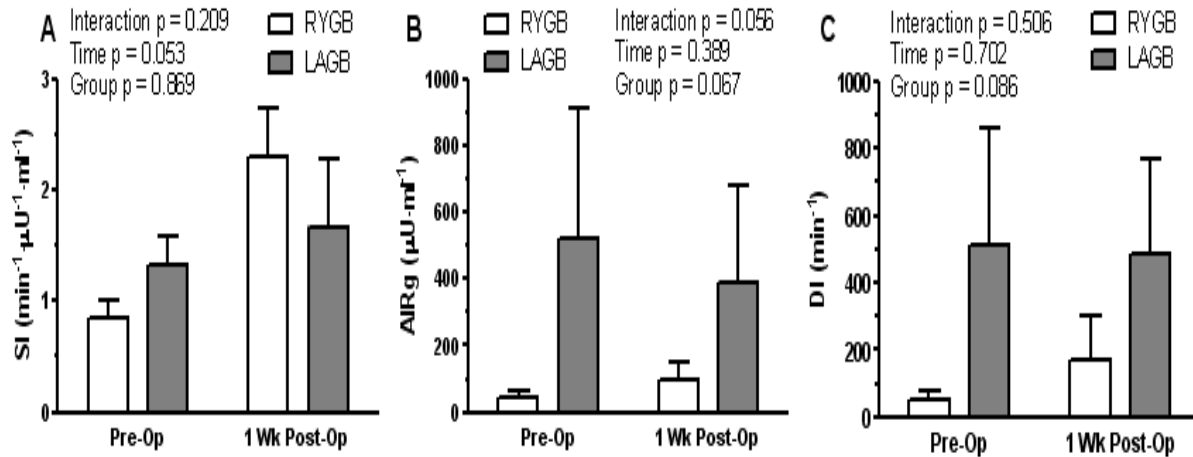 A
Interaction p = 0.209
Time p = 0.053
Group p = 0.869
RYGB
LAGB
SI (min⁻¹·µU⁻¹·ml⁻¹)
3
2
1
0
Pre-Op
1 Wk Post-Op
B
RYGB
LAGB
Interaction p = 0.056
Time p = 0.389
Group p = 0.067
AIRg (µU·ml¹)
1000
800
600
400
200
0
Pre-Op
1 Wk Post-Op
C
Interaction p = 0.506
Time p = 0.702
Group p = 0.086
RYGB
LAGB
DI (min⁻¹)
1000
800
600
400
200
0
Pre-Op
1 Wk Post-Op